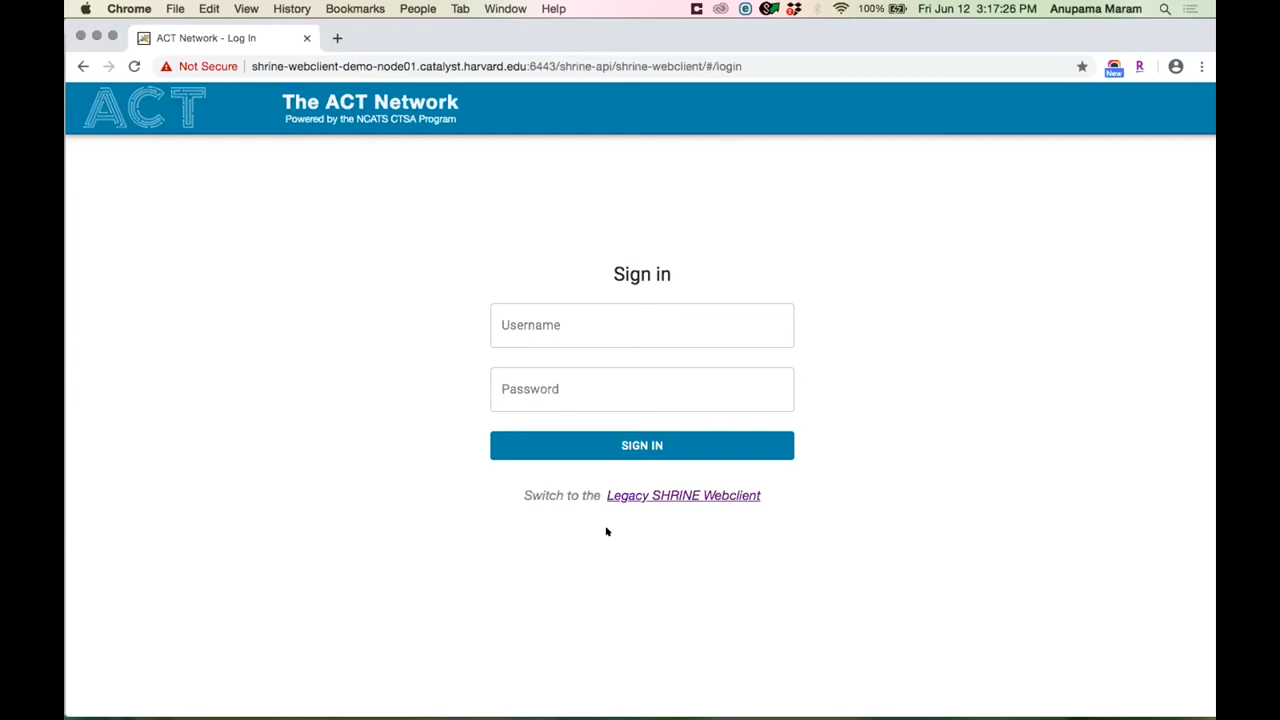 Chrome File Edit View History Bookmarks People Tab Window Help 100% Fri Jun 12 3:17:26 PM Anupama Maram
ACT Network - Log In
Not Secure shrine-webclient-demo-node01.catalyst.harvard.edu:6443/shrine-api/shrine-webclient/#/login
New
R
ACT
The ACT Network
Powered by the NCATS CTSA Program
Sign in
Username
Password
SIGN IN
Switch to the Legacy SHRINE Webclient